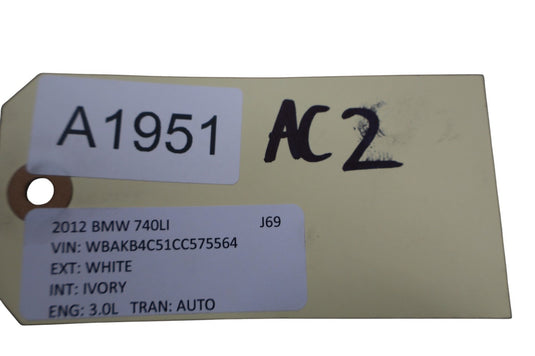 A1951 AC2
2012 BMW 740LI J69
VIN: WBAKB4C51CC575564
EXT: WHITE
INT: IVORY
ENG: 3.0L TRAN: AUTO